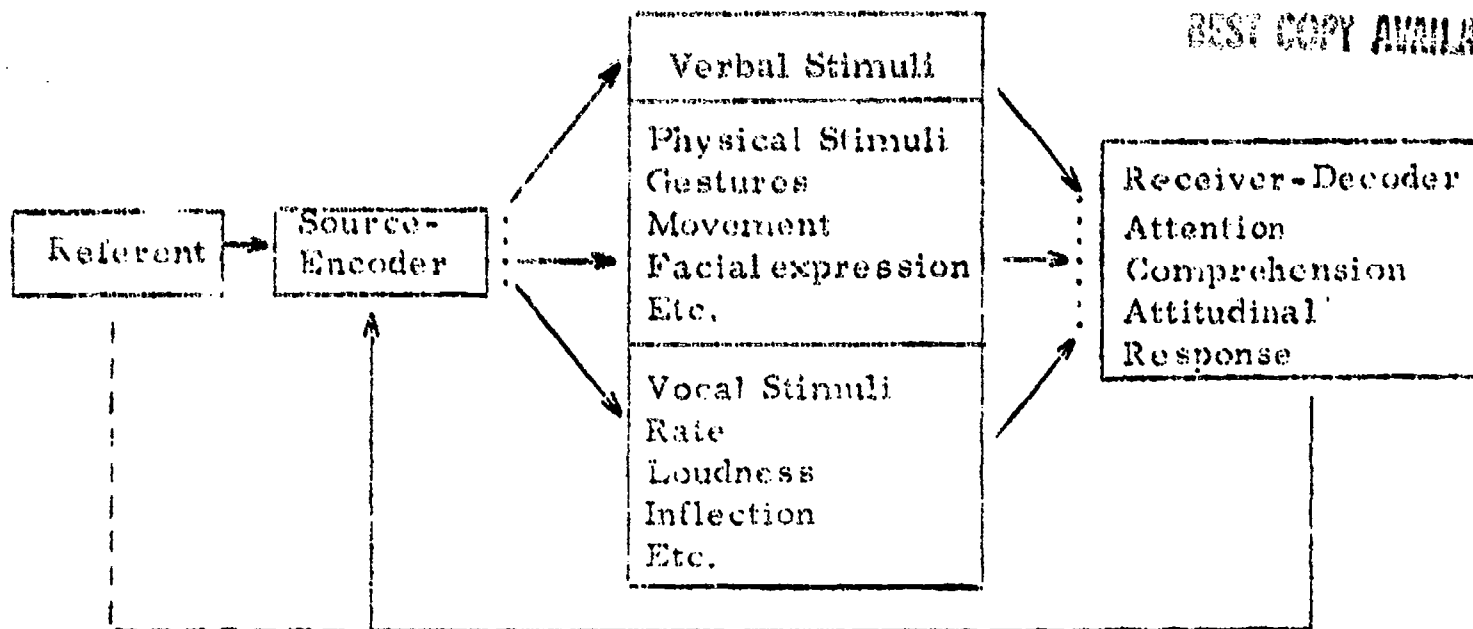 BEST COPY
Verbal Stimuli
Physical Stimuli
Gestures
Movement
Facial expression
Etc.
Vocal Stimuli
Rate
Loudness
Inflection
Etc.
Referent
Source-
Encoder
Receiver-Decoder
Attention
Comprehension
Attitudinal
Response